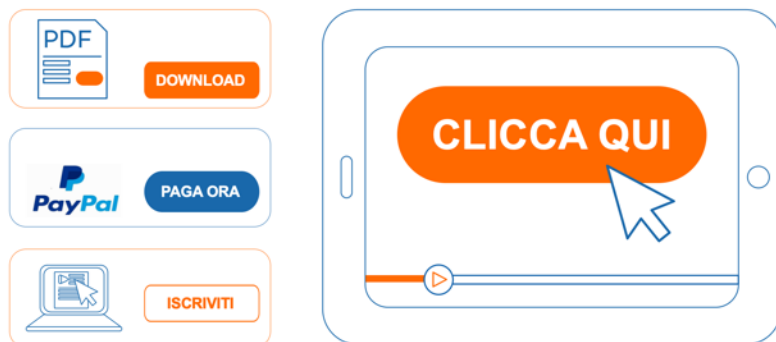 PDF
DOWNLOAD
PayPal
PAGA ORA
ISCRIVITI
CLICCA QUI